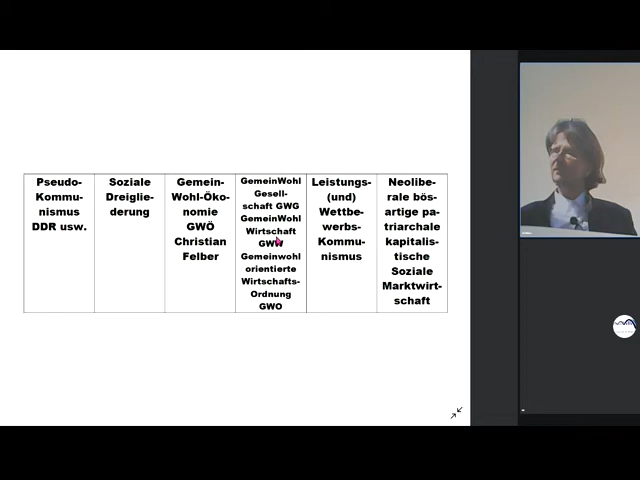 Pseudo-
Kommu-
nismus
DDR usw.
Soziale
Dreiglie-
derung
Gemein-
Wohl-Öko-
nomie
GWÖ
Christian
Felber
GemeinWohl
Gesell-
schaft GWG
GemeinWohl
Wirtschaft
GWW
Gemeinwohl
orientierte
Wirtschafts-
Ordnung
GWO
Leistungs-
(und)
Wettbe-
werbs-
Kommu-
nismus
Neolibe-
rale bös-
artige pa-
triarchale
kapitalis-
tische
Soziale
Marktwirt-
schaft